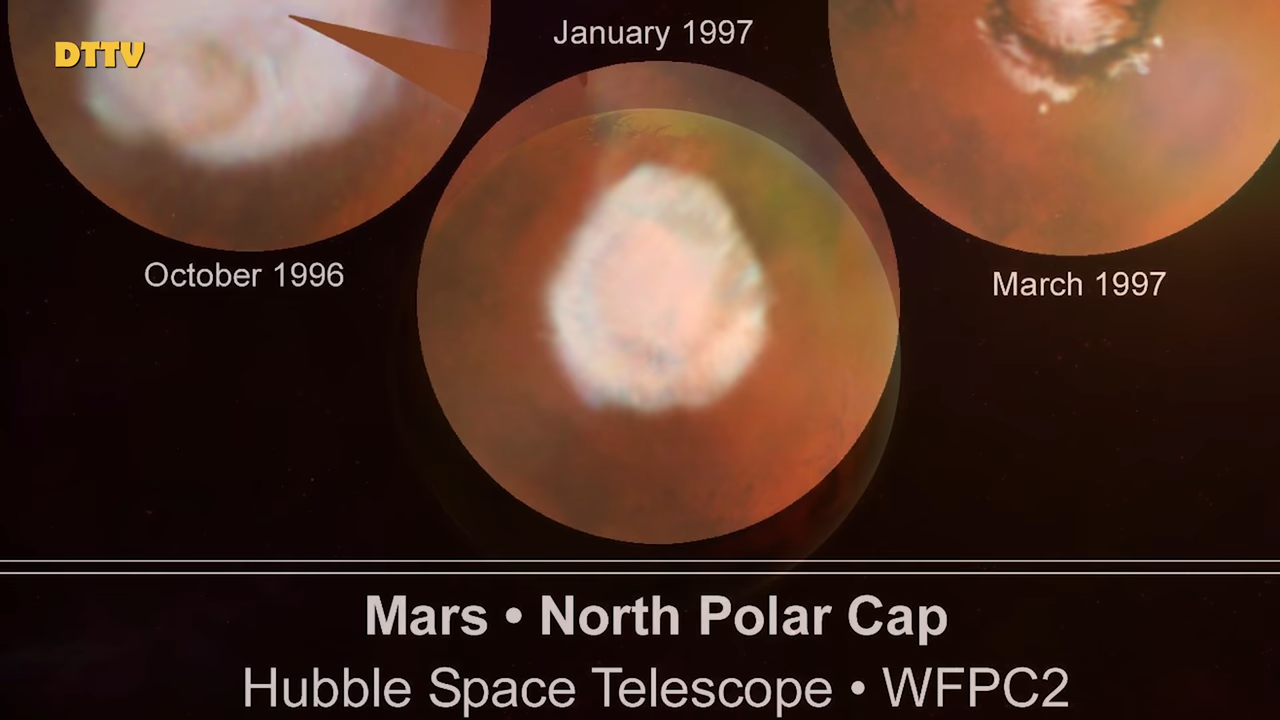 DTTV
January 1997
October 1996
March 1997
Mars • North Polar Cap
Hubble Space Telescope • WFPC2